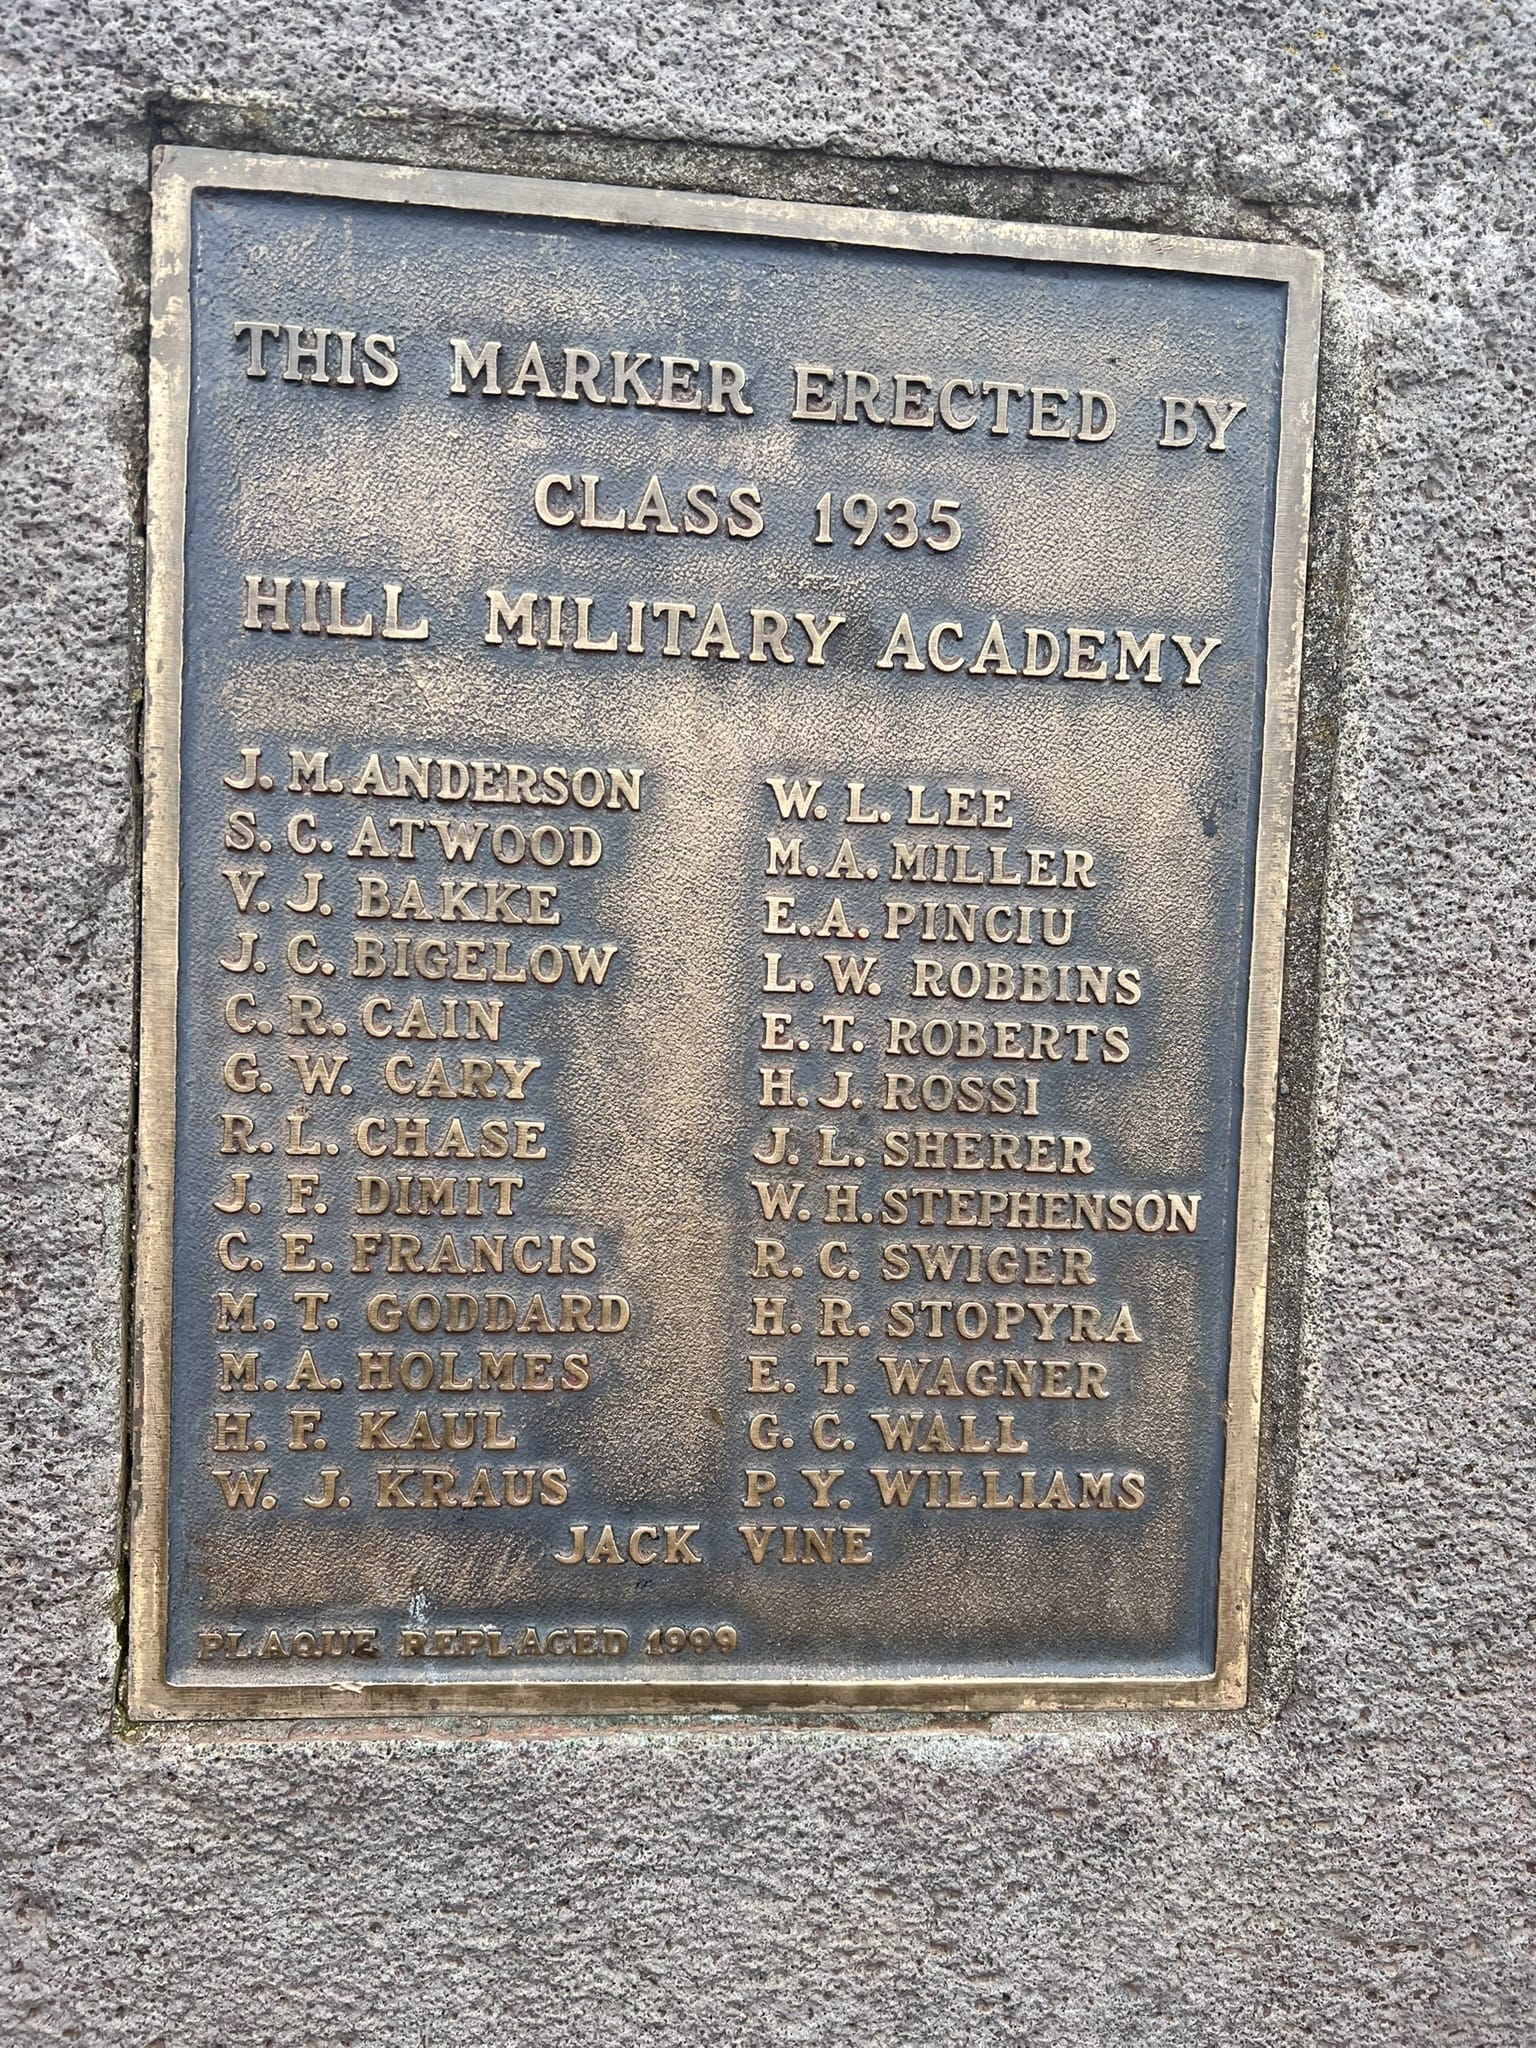 THIS MARKER ERECTED BY
CLASS 1935
HILL MILITARY ACADEMY
J. M. ANDERSON
S. C. ATWOOD
V. J. BAKKE
J. C. BIGELOW
C. R. CAIN
G. W. CARY
R. L. CHASE
J. F. DIMIT
C. E. FRANCIS
M. T. GODDARD
M. A. HOLMES
H. F. KAUL
W. J. KRAUS
W. L. LEE
M. A. MILLER
E. A. PINCIU
L. W. ROBBINS
E. T. ROBERTS
H. J. ROSSI
J. L. SHERER
W. H. STEPHENSON
R. C. SWIGER
H. R. STOPYRA
E. T. WAGNER
G. C. WALL
P. Y. WILLIAMS
JACK VINE
PLAQUE REPLACED 1999